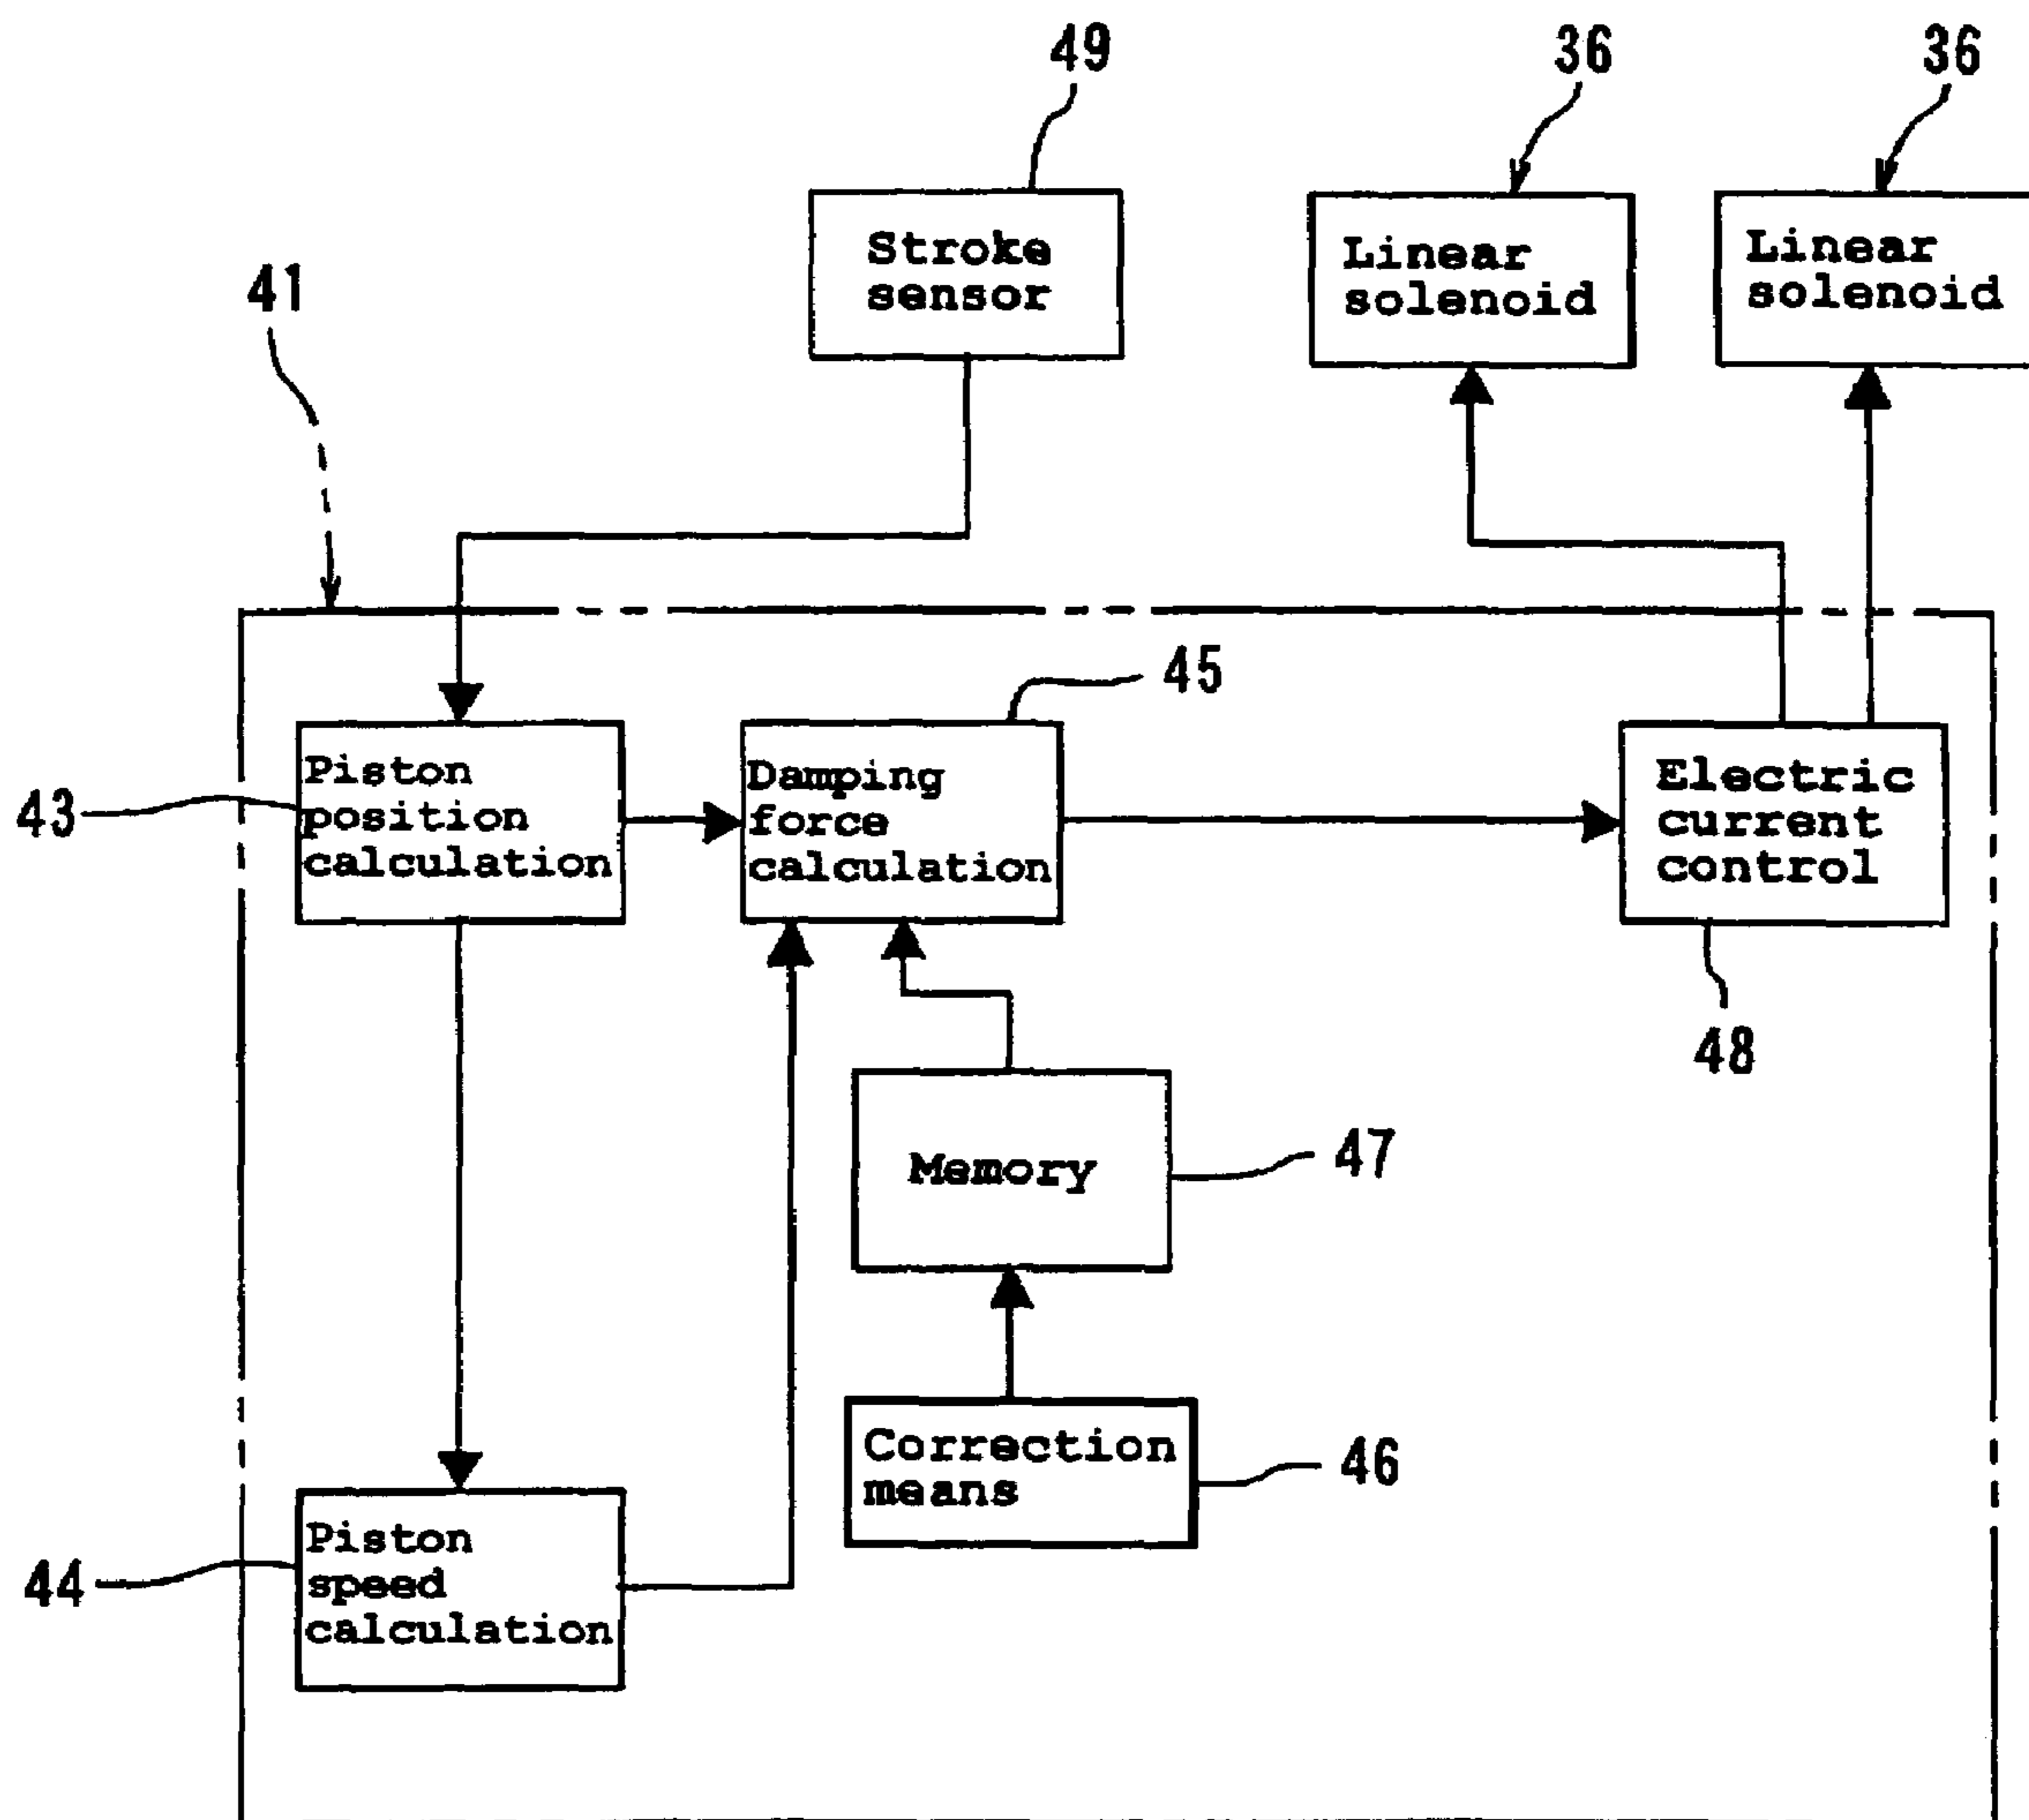 49
36
36
Stroke
sensor
Linear
solenoid
Linear
solenoid
41
45
Piston
position
calculation
Damping
force
calculation
Electric
current
control
43
48
Memory
47
Correction
means
46
Piston
speed
calculation
44